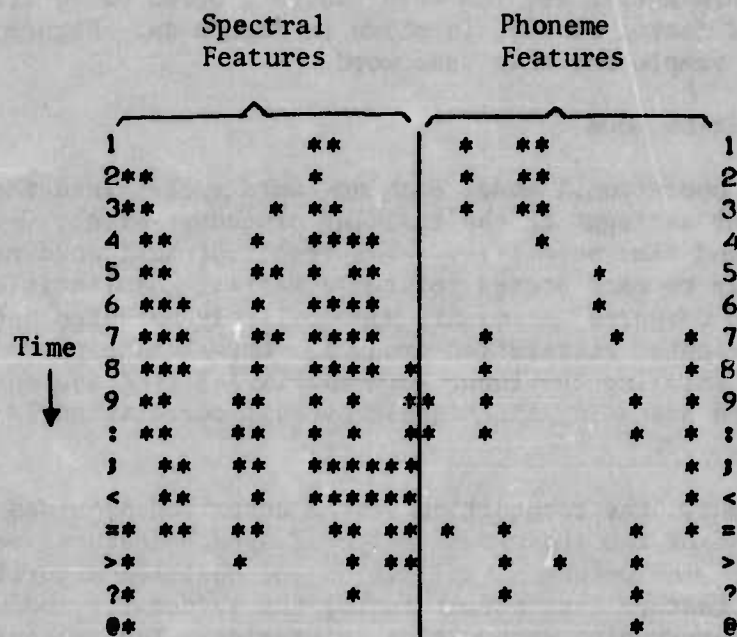 Spectral Features Phoneme Features
Time
1 ** * ** 1
2** * * ** 2
3** * ** * ** 3
4 ** * **** * 4
5 ** ** * ** * 5
6 *** * **** * 6
7 *** ** **** * * * 7
8 *** * **** * * * 8
9 ** ** * * ** * * * 9
: ** ** * * ** * * * :
; ** ** ****** * ;
< ** * ****** * <
=* ** ** ** ** * * * * =
>* * * ** * * * >
?* * * * ?
@* * @